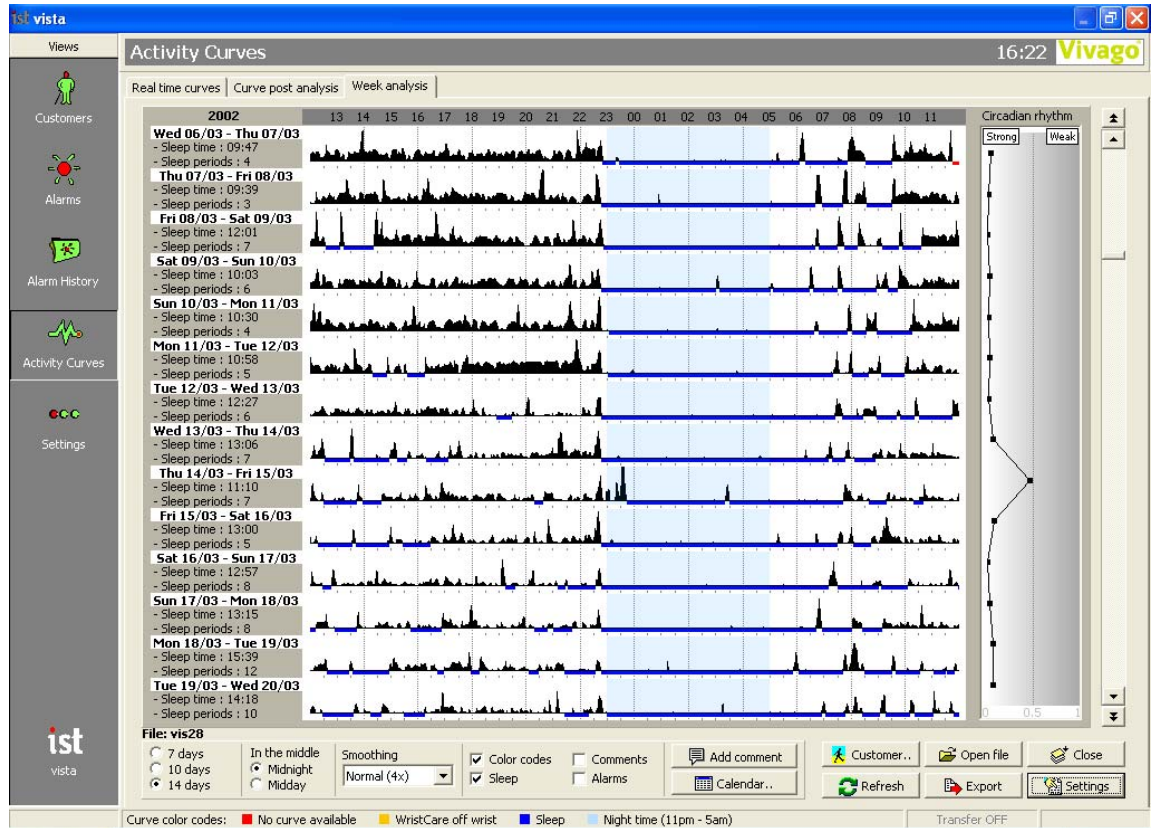 ist vista
Views
Customers
Alarms
Alarm History
Activity Curves
Settings
ist
vista
Activity Curves
16:22 Vivago
Real time curves Curve post analysis Week analysis
2002 13 14 15 16 17 18 19 20 21 22 23 00 01 02 03 04 05 06 07 08 09 10 11 Circadian rhythm
Strong Weak
Wed 06/03 - Thu 07/03
- Sleep time : 09:47
- Sleep periods : 4
Thu 07/03 - Fri 08/03
- Sleep time : 09:39
- Sleep periods : 3
Fri 08/03 - Sat 09/03
- Sleep time : 12:01
- Sleep periods : 7
Sat 09/03 - Sun 10/03
- Sleep time : 10:03
- Sleep periods : 6
Sun 10/03 - Mon 11/03
- Sleep time : 10:30
- Sleep periods : 4
Mon 11/03 - Tue 12/03
- Sleep time : 10:58
- Sleep periods : 5
Tue 12/03 - Wed 13/03
- Sleep time : 12:27
- Sleep periods : 6
Wed 13/03 - Thu 14/03
- Sleep time : 13:06
- Sleep periods : 7
Thu 14/03 - Fri 15/03
- Sleep time : 11:10
- Sleep periods : 7
Fri 15/03 - Sat 16/03
- Sleep time : 13:00
- Sleep periods : 5
Sat 16/03 - Sun 17/03
- Sleep time : 12:57
- Sleep periods : 8
Sun 17/03 - Mon 18/03
- Sleep time : 13:15
- Sleep periods : 8
Mon 18/03 - Tue 19/03
- Sleep time : 15:39
- Sleep periods : 12
Tue 19/03 - Wed 20/03
- Sleep time : 14:18
- Sleep periods : 10
0 0.5 1
File: vis28
7 days
10 days
14 days
In the middle
Midnight
Midday
Smoothing
Normal (4x)
Color codes
Sleep
Comments
Alarms
Add comment
Calendar..
Customer..
Open file
Close
Refresh
Export
Settings
Curve color codes: No curve available WristCare off wrist Sleep Night time (11pm - 5am) Transfer OFF